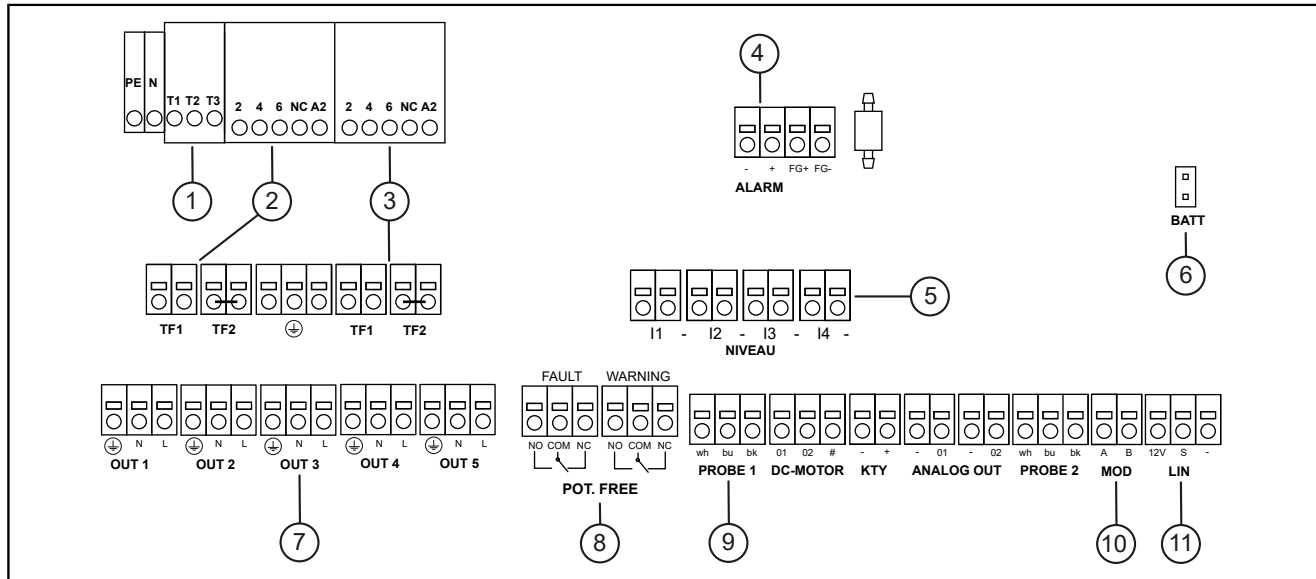 PE N
T1 T2 T3
2 4 6 NC A2
2 4 6 NC A2
1
2
3
4
- + FG+ FG-
ALARM
BATT
6
TF1 TF2 TF1 TF2
I1 - I2 - I3 - I4 -
NIVEAU
5
N L
OUT 1
N L
OUT 2
N L
OUT 3
N L
OUT 4
N L
OUT 5
7
FAULT WARNING
NO COM NC NO COM NC
POT. FREE
8
wh bu bk
PROBE 1
9
01 02 #
DC-MOTOR
- +
KTY
- 01 - 02
ANALOG OUT
wh bu bk
PROBE 2
A B
MOD
10
12V S -
LIN
11